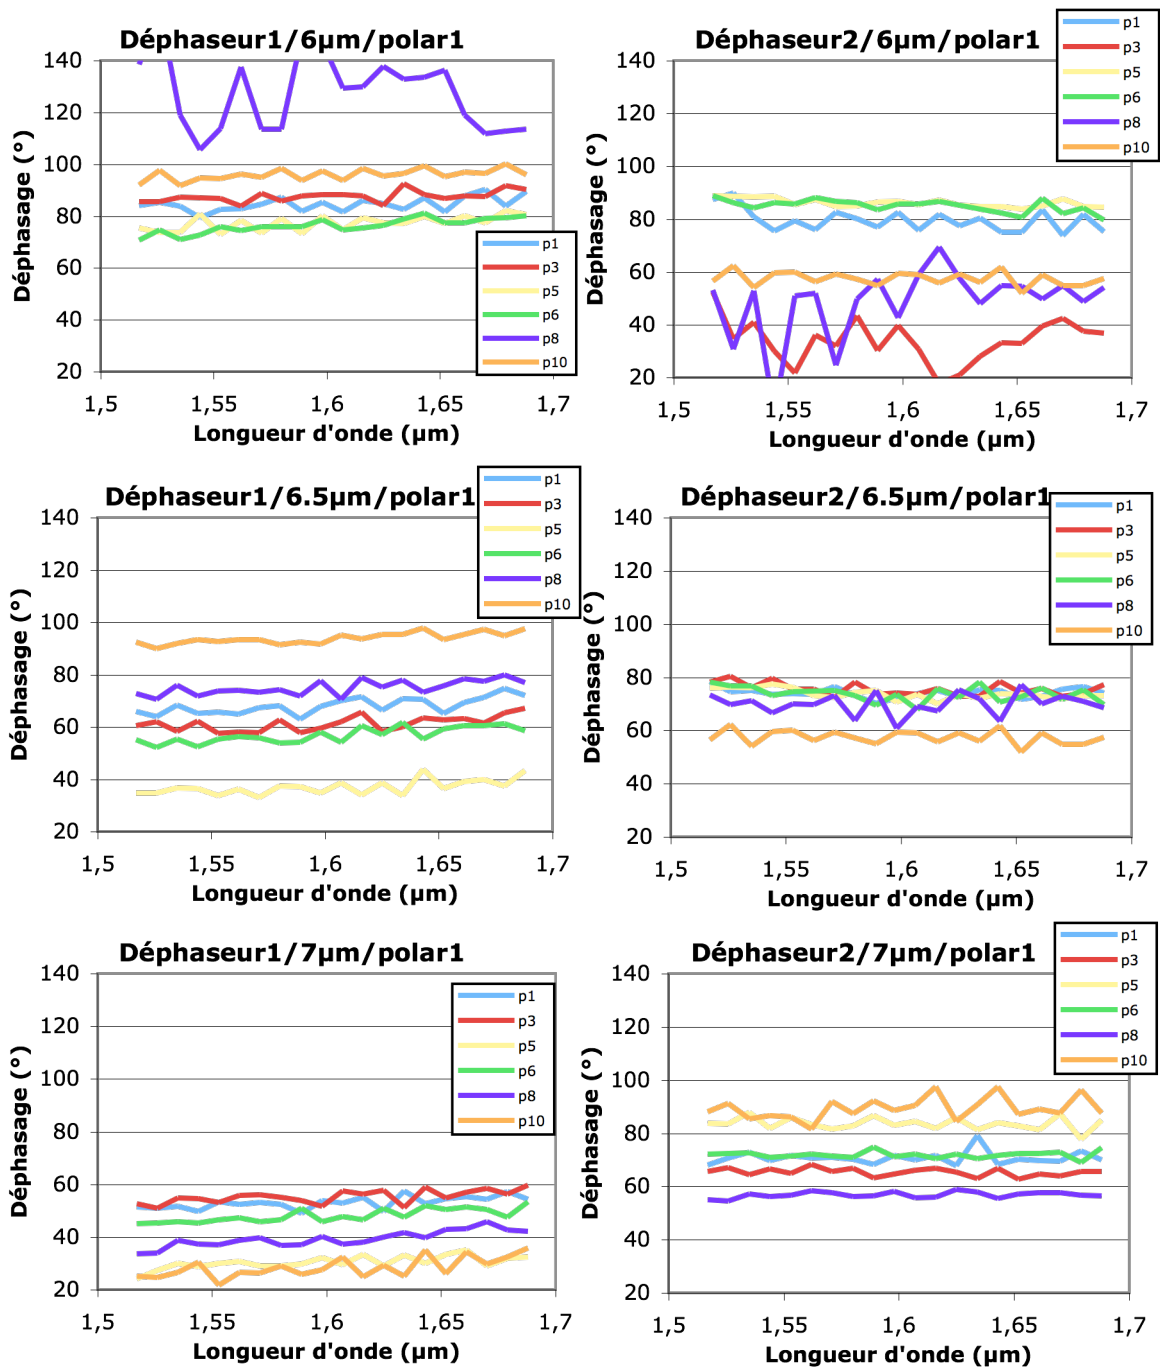 Déphaseur1/6µm/polar1
Déphasage (°)
140
120
100
80
60
40
20
1,5
1,55
1,6
1,65
1,7
Longueur d'onde (µm)
p1
p3
p5
p6
p8
p10
Déphaseur2/6µm/polar1
Déphasage (°)
140
120
100
80
60
40
20
1,5
1,55
1,6
1,65
1,7
Longueur d'onde (µm)
p1
p3
p5
p6
p8
p10
Déphaseur1/6.5µm/polar1
Déphasage (°)
140
120
100
80
60
40
20
1,5
1,55
1,6
1,65
1,7
Longueur d'onde (µm)
p1
p3
p5
p6
p8
p10
Déphaseur2/6.5µm/polar1
Déphasage (°)
140
120
100
80
60
40
20
1,5
1,55
1,6
1,65
1,7
Longueur d'onde (µm)
p1
p3
p5
p6
p8
p10
Déphaseur1/7µm/polar1
Déphasage (°)
140
120
100
80
60
40
20
1,5
1,55
1,6
1,65
1,7
Longueur d'onde (µm)
p1
p3
p5
p6
p8
p10
Déphaseur2/7µm/polar1
Déphasage (°)
140
120
100
80
60
40
20
1,5
1,55
1,6
1,65
1,7
Longueur d'onde (µm)
p1
p3
p5
p6
p8
p10